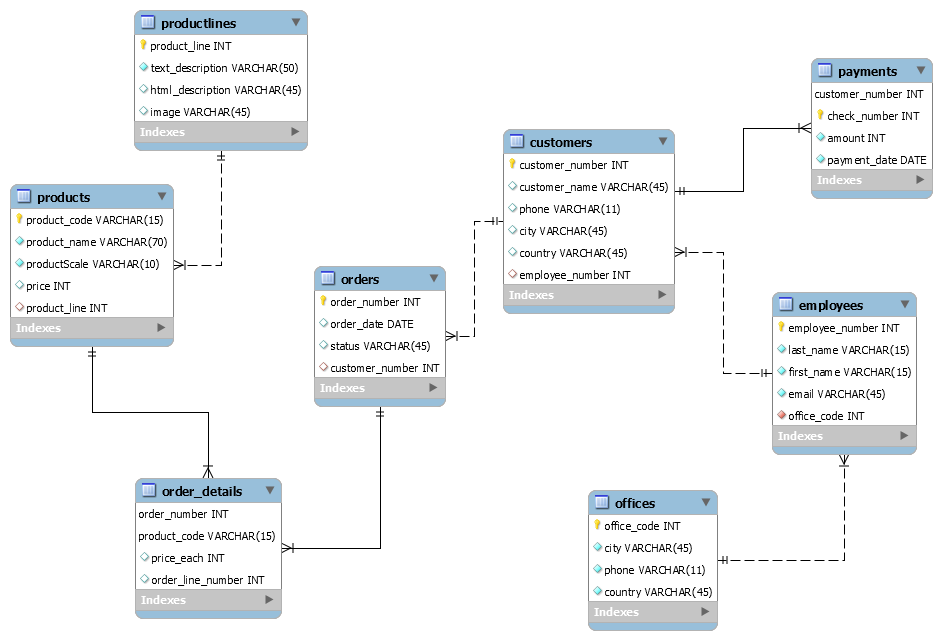 productlines
product_line INT
text_description VARCHAR(50)
html_description VARCHAR(45)
image VARCHAR(45)
Indexes
payments
customer_number INT
check_number INT
amount INT
payment_date DATE
Indexes
customers
customer_number INT
customer_name VARCHAR(45)
phone VARCHAR(11)
city VARCHAR(45)
country VARCHAR(45)
employee_number INT
Indexes
products
product_code VARCHAR(15)
product_name VARCHAR(70)
productScale VARCHAR(10)
price INT
product_line INT
Indexes
orders
order_number INT
order_date DATE
status VARCHAR(45)
customer_number INT
Indexes
employees
employee_number INT
last_name VARCHAR(15)
first_name VARCHAR(15)
email VARCHAR(45)
office_code INT
Indexes
order_details
order_number INT
product_code VARCHAR(15)
price_each INT
order_line_number INT
Indexes
offices
office_code INT
city VARCHAR(45)
phone VARCHAR(11)
country VARCHAR(45)
Indexes